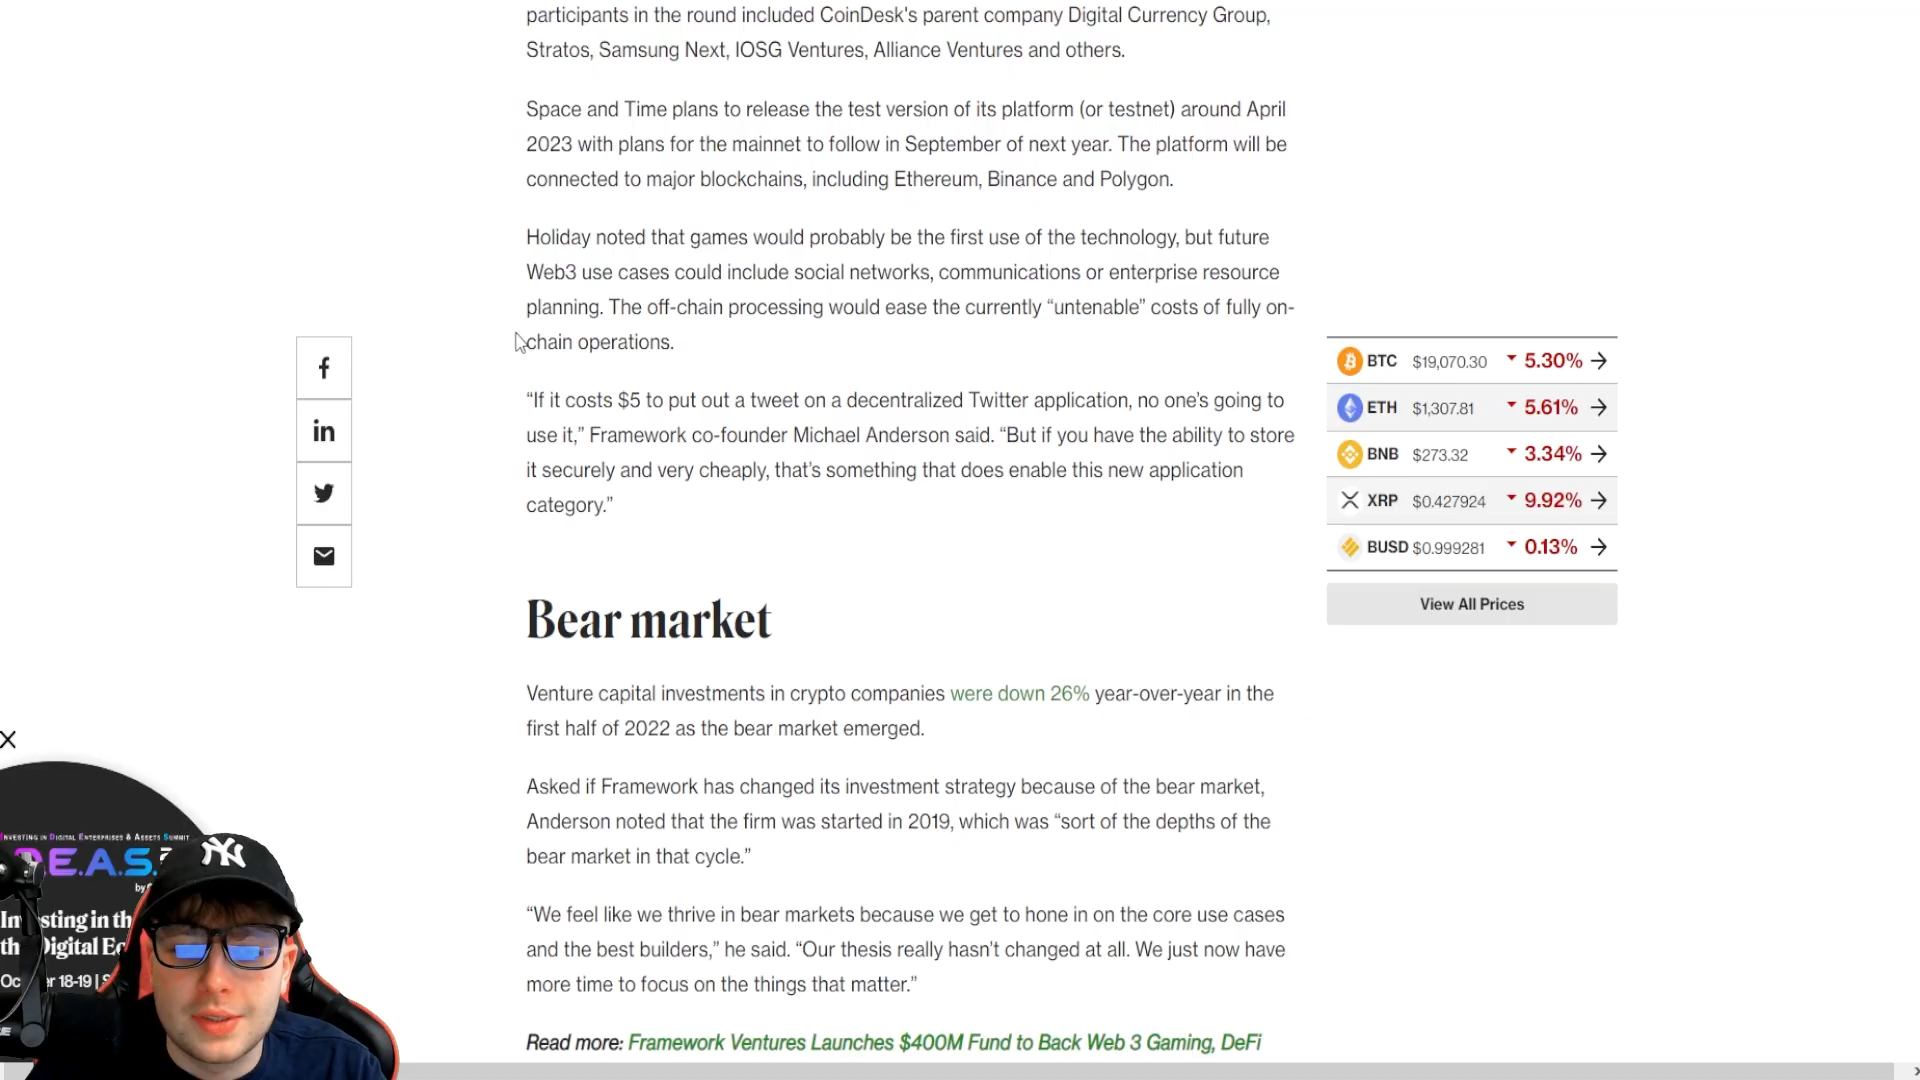 participants in the round included CoinDesk's parent company Digital Currency Group,
Stratos, Samsung Next, IOSG Ventures, Alliance Ventures and others.
Space and Time plans to release the test version of its platform (or testnet) around April
2023 with plans for the mainnet to follow in September of next year. The platform will be
connected to major blockchains, including Ethereum, Binance and Polygon.
Holiday noted that games would probably be the first use of the technology, but future
Web3 use cases could include social networks, communications or enterprise resource
planning. The off-chain processing would ease the currently “untenable” costs of fully on-
chain operations.
“If it costs $5 to put out a tweet on a decentralized Twitter application, no one’s going to
use it,” Framework co-founder Michael Anderson said. “But if you have the ability to store
it securely and very cheaply, that’s something that does enable this new application
category.”
Bear market
Venture capital investments in crypto companies were down 26% year-over-year in the
first half of 2022 as the bear market emerged.
Asked if Framework has changed its investment strategy because of the bear market,
Anderson noted that the firm was started in 2019, which was “sort of the depths of the
bear market in that cycle.”
“We feel like we thrive in bear markets because we get to hone in on the core use cases
and the best builders,” he said. “Our thesis really hasn’t changed at all. We just now have
more time to focus on the things that matter.”
Read more: Framework Ventures Launches $400M Fund to Back Web 3 Gaming, DeFi
f
in
BTC $19,070.30 5.30%
ETH $1,307.81 5.61%
BNB $273.32 3.34%
XRP $0.427924 9.92%
BUSD $0.999281 0.13%
View All Prices
X
Investing in Digital Enterprises & Assets Summit
D.E.A.S.
by
sting in th
th Digital Ec
18-19 |
NY